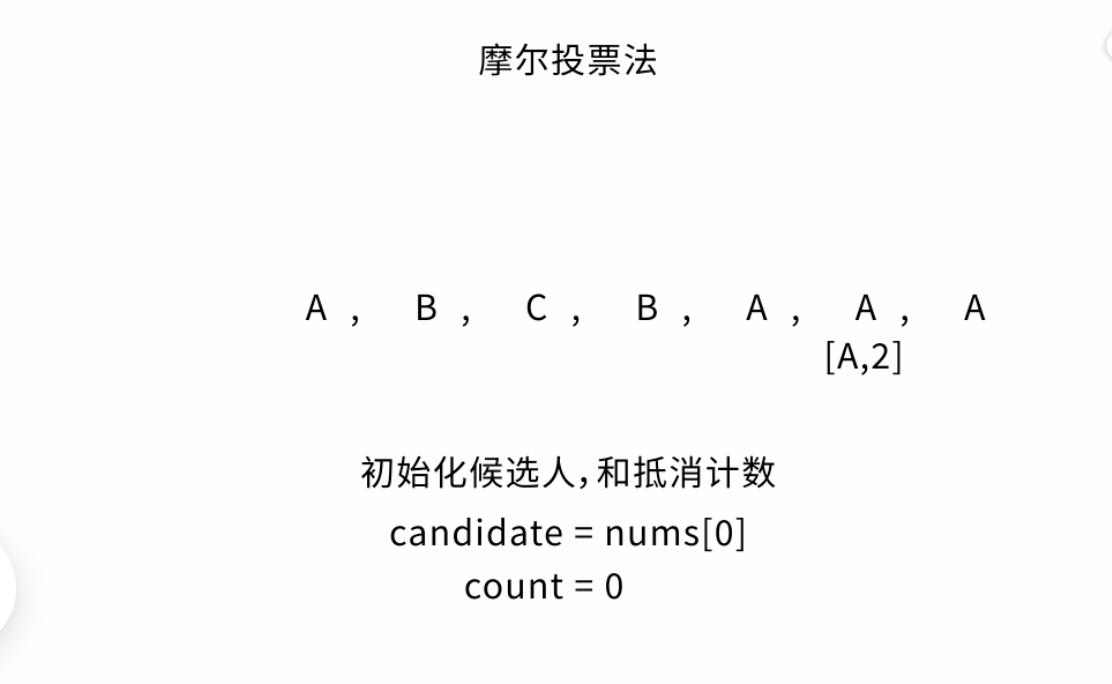 摩尔投票法
A , B , C , B , A , A , A
[A,2]
初始化候选人,和抵消计数
candidate = nums[0]
count = 0